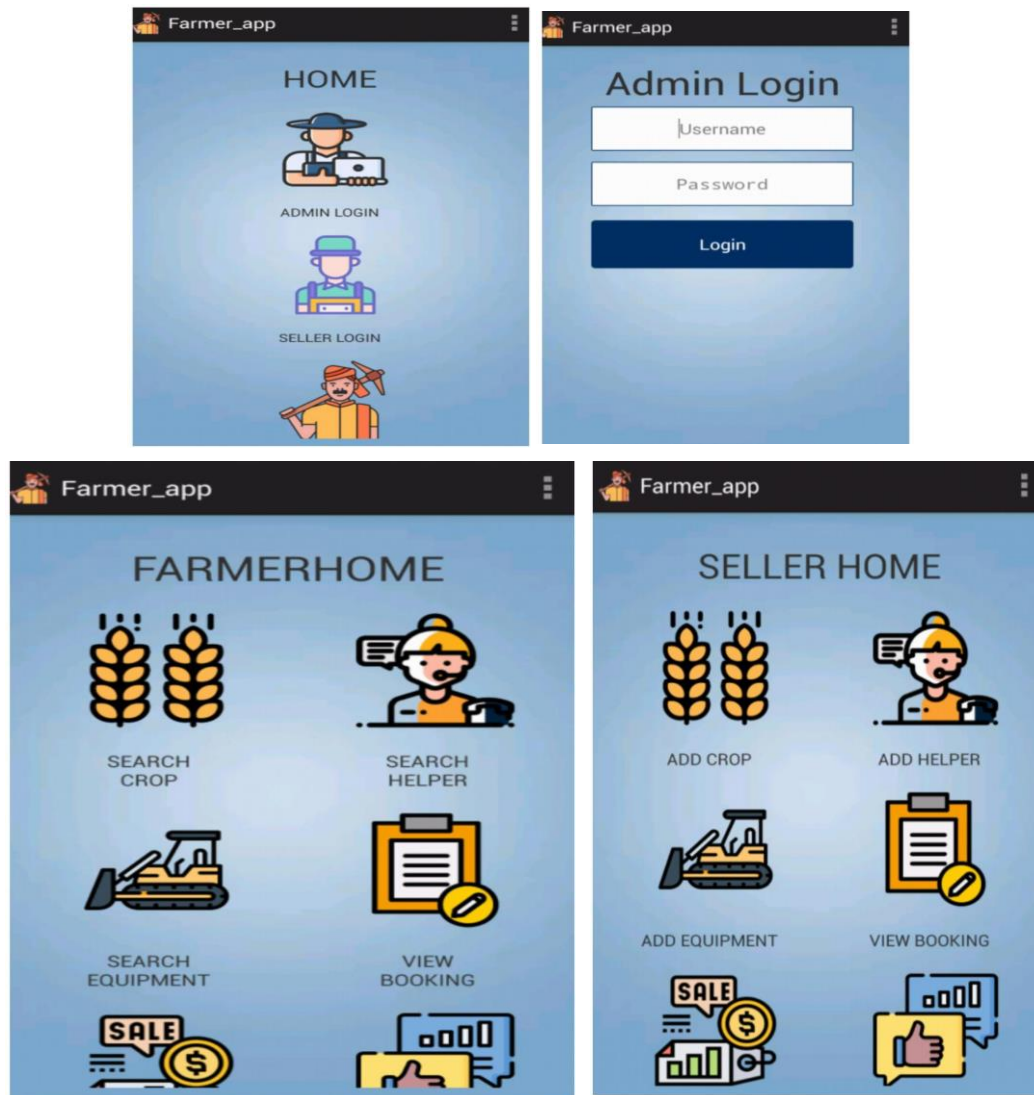 Farmer_app
HOME
ADMIN LOGIN
SELLER LOGIN
Farmer_app
Admin Login
Username
Password
Login
Farmer_app
FARMERHOME
SEARCH
CROP
SEARCH
HELPER
SEARCH
EQUIPMENT
VIEW
BOOKING
SALE
$
Farmer_app
SELLER HOME
ADD CROP
ADD HELPER
ADD EQUIPMENT
VIEW BOOKING
SALE
$